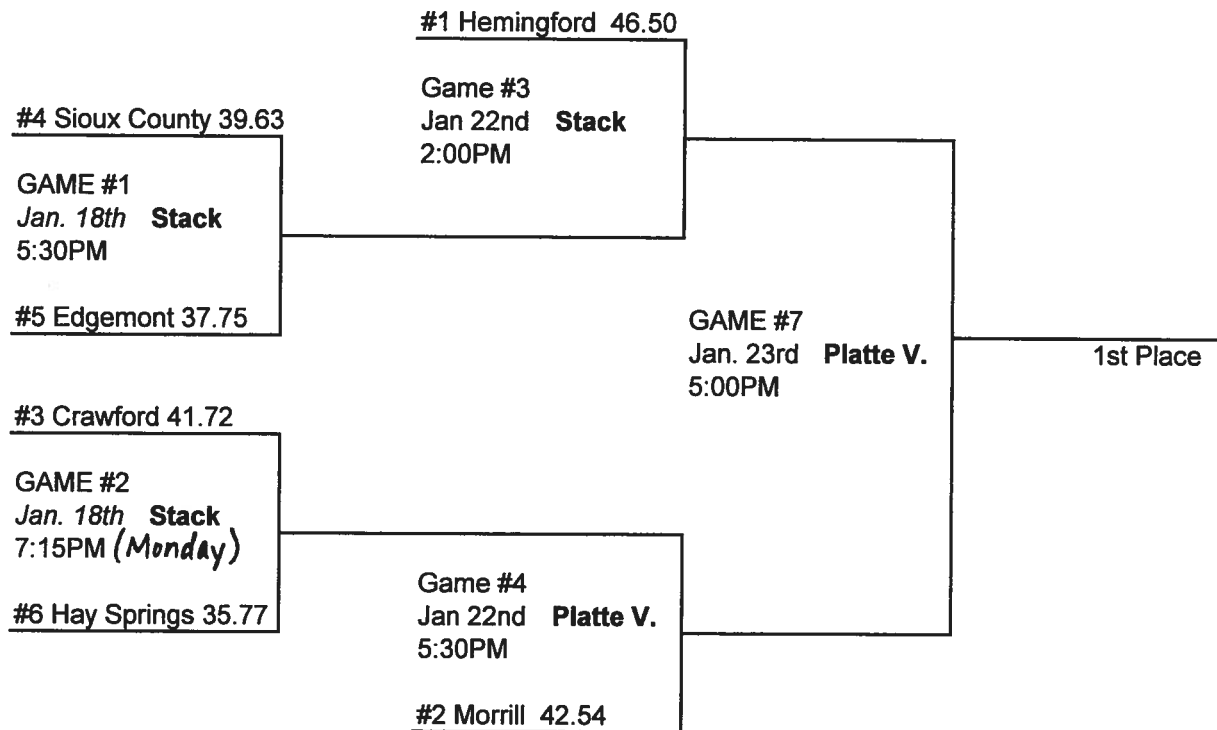 #1 Hemingford 46.50
Game #3
Jan 22nd Stack
2:00PM
#4 Sioux County 39.63
GAME #1
Jan. 18th Stack
5:30PM
#5 Edgemont 37.75
GAME #7
Jan. 23rd Platte V.
5:00PM
1st Place
#3 Crawford 41.72
GAME #2
Jan. 18th Stack
7:15PM (Monday)
#6 Hay Springs 35.77
Game #4
Jan 22nd Platte V.
5:30PM
#2 Morrill 42.54